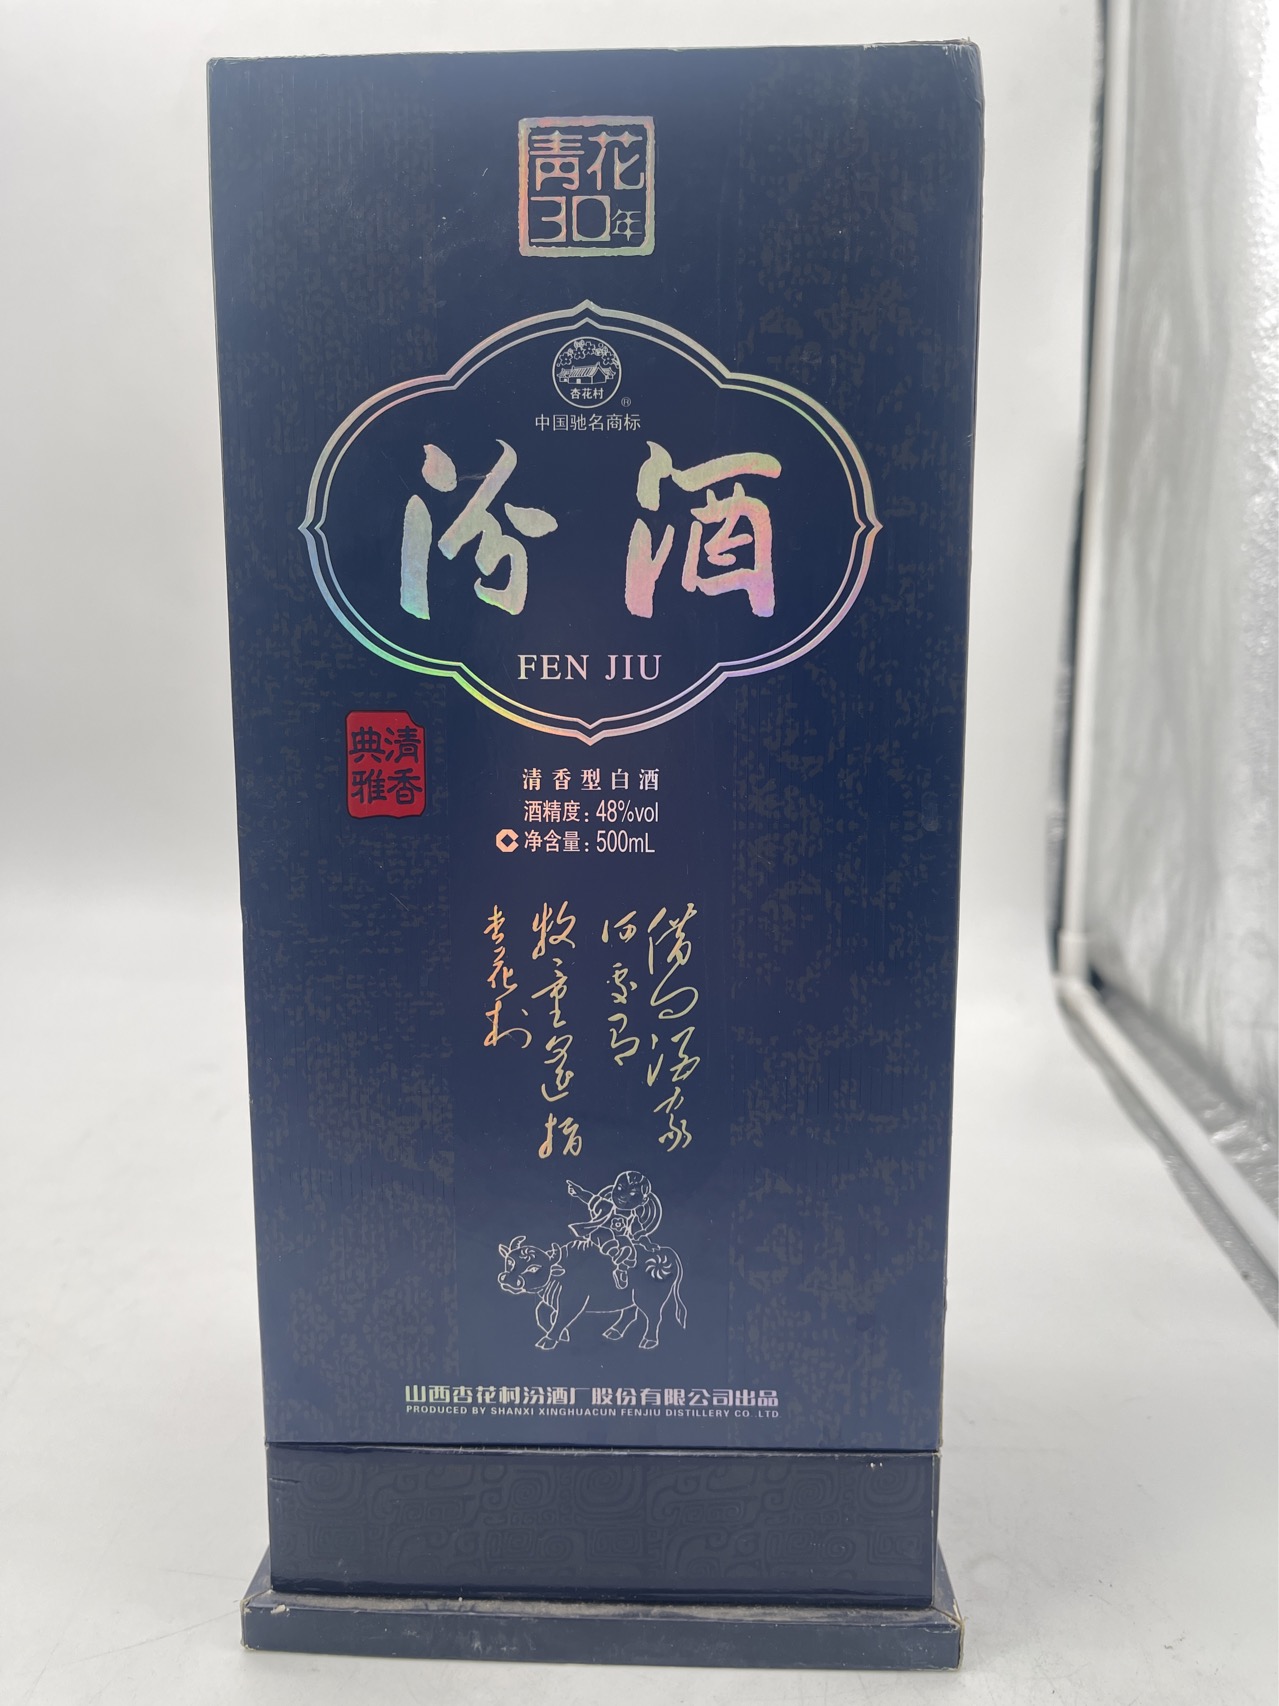 青花
30年
杏花村
®
中国驰名商标
汾酒
FEN JIU
清香
典雅
清香型白酒
酒精度：48%vol
净含量：500mL
借问酒家
何处有
牧童遥指
杏花村
山西杏花村汾酒厂股份有限公司出品
PRODUCED BY SHANXI XINGHUACUN FENJIU DISTILLERY CO .LTD